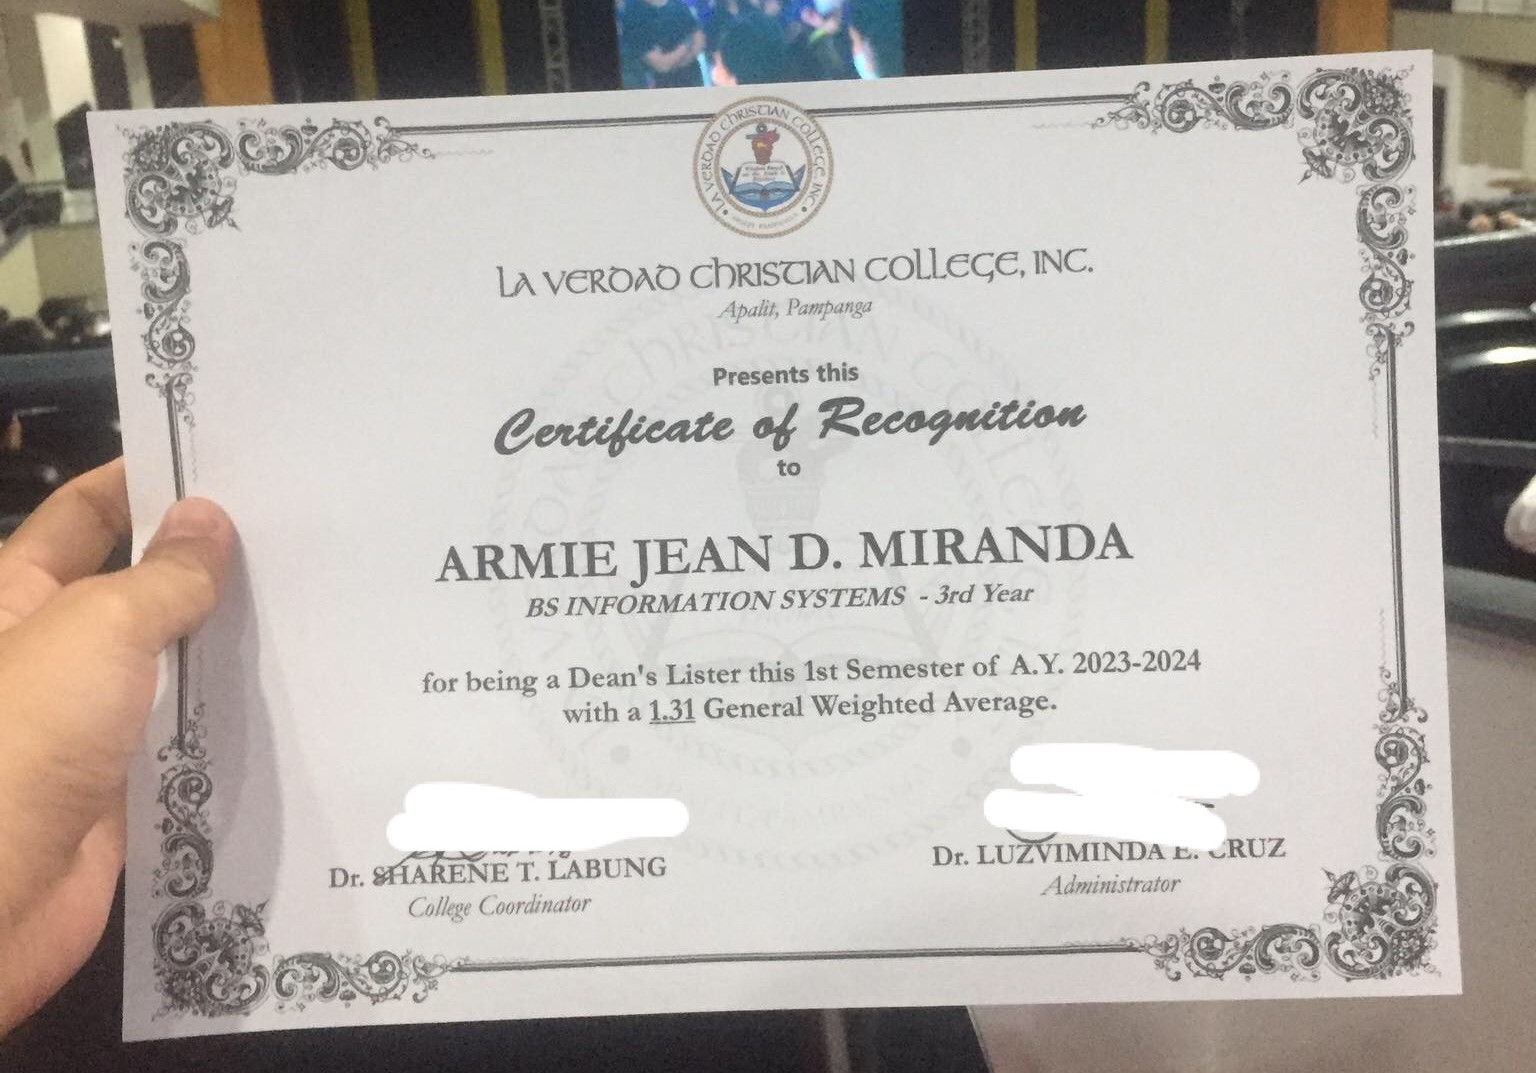 LA VERDAD CHRISTIAN COLLEGE, INC.
LA VERDAD CHRISTIAN COLLEGE, INC.
Apalit, Pampanga
Presents this
Certificate of Recognition
to
ARMIE JEAN D. MIRANDA
BS INFORMATION SYSTEMS - 3rd Year
for being a Dean's Lister this 1st Semester of A.Y. 2023-2024
with a 1.31 General Weighted Average.
Dr. SHARENE T. LABUNG
College Coordinator
Dr. LUZVIMINDA E. CRUZ
Administrator